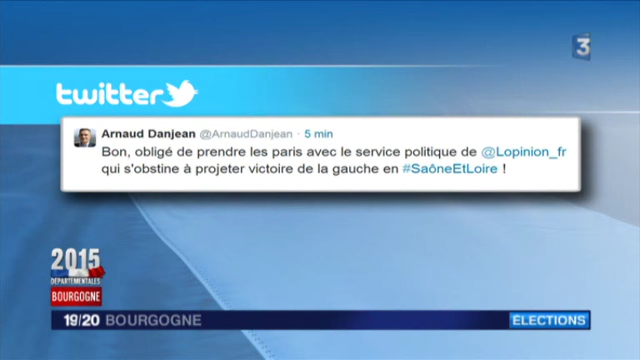 3
twitter
Arnaud Danjean @ArnaudDanjean · 5 min
Bon, obligé de prendre les paris avec le service politique de @Lopinion_fr
qui s'obstine à projeter victoire de la gauche en #SaôneEtLoire !
2015
DÉPARTEMENTALES
BOURGOGNE
19/20 BOURGOGNE
ÉLECTIONS